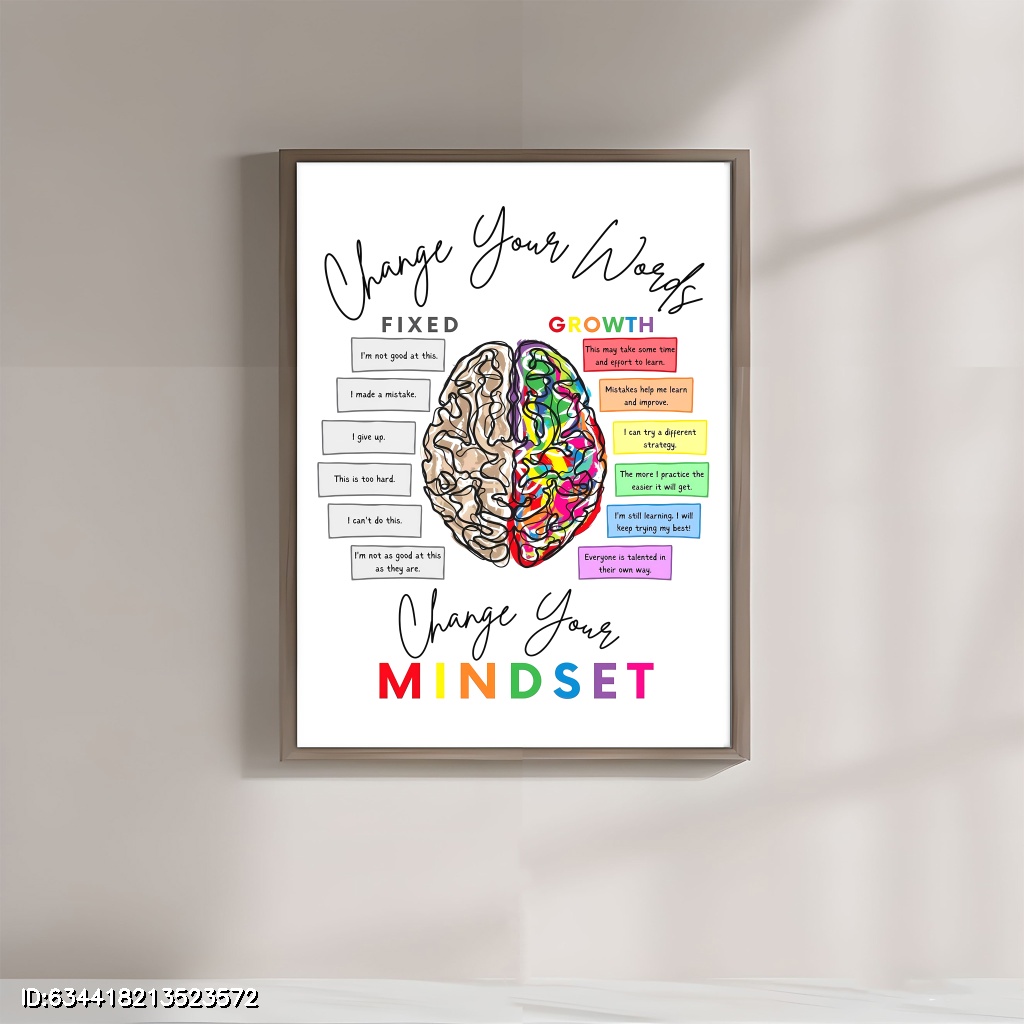 Change Your Words
FIXED
GROWTH
I'm not good at this.
This may take some time
and effort to learn.
I made a mistake.
Mistakes help me learn
and improve.
I give up.
I can try a different
strategy.
This is too hard.
The more I practice the
easier it will get.
I can't do this.
I'm still learning. I will
keep trying my best!
I'm not as good at this
as they are.
Everyone is talented in
their own way.
Change Your
MINDSET
ID:634418213523572